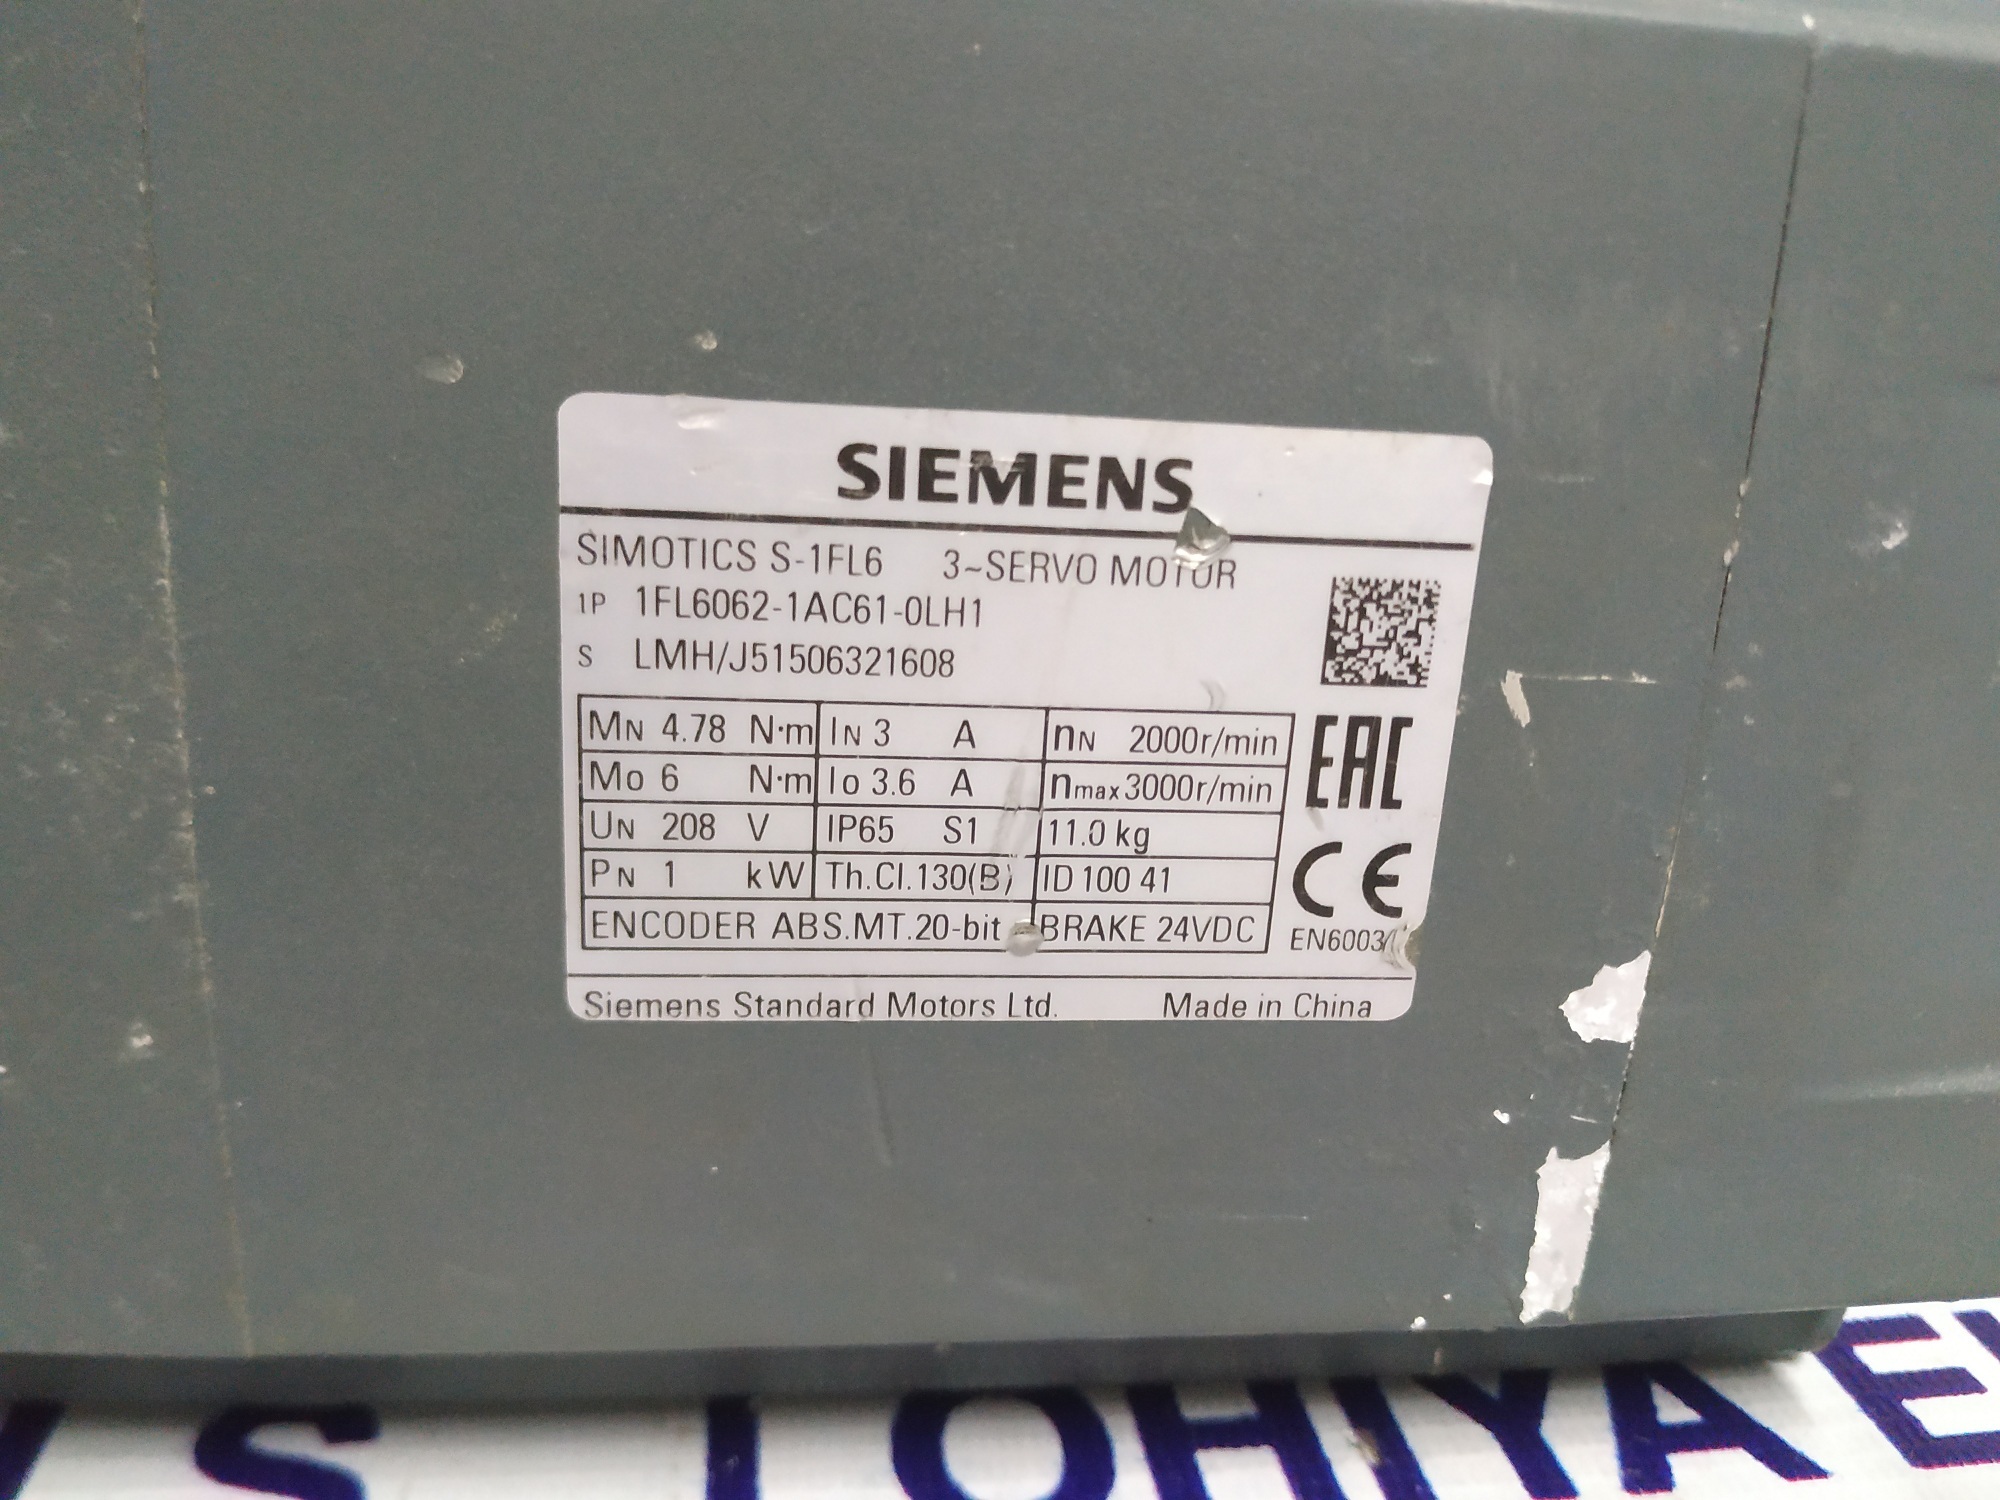 SIEMENS
SIMOTICS S-1FL6 3~SERVO MOTOR
1P 1FL6062-1AC61-0LH1
S LMH/J51506321608
MN 4.78 N·m IN 3 A nN 2000r/min
Mo 6 N·m Io 3.6 A nmax 3000r/min
UN 208 V IP65 S1 11.0 kg
PN 1 kW Th.Cl.130(B) ID 100 41
ENCODER ABS.MT.20-bit BRAKE 24VDC
EAC
CE
Siemens Standard Motors Ltd. Made in China
S LOHIYA